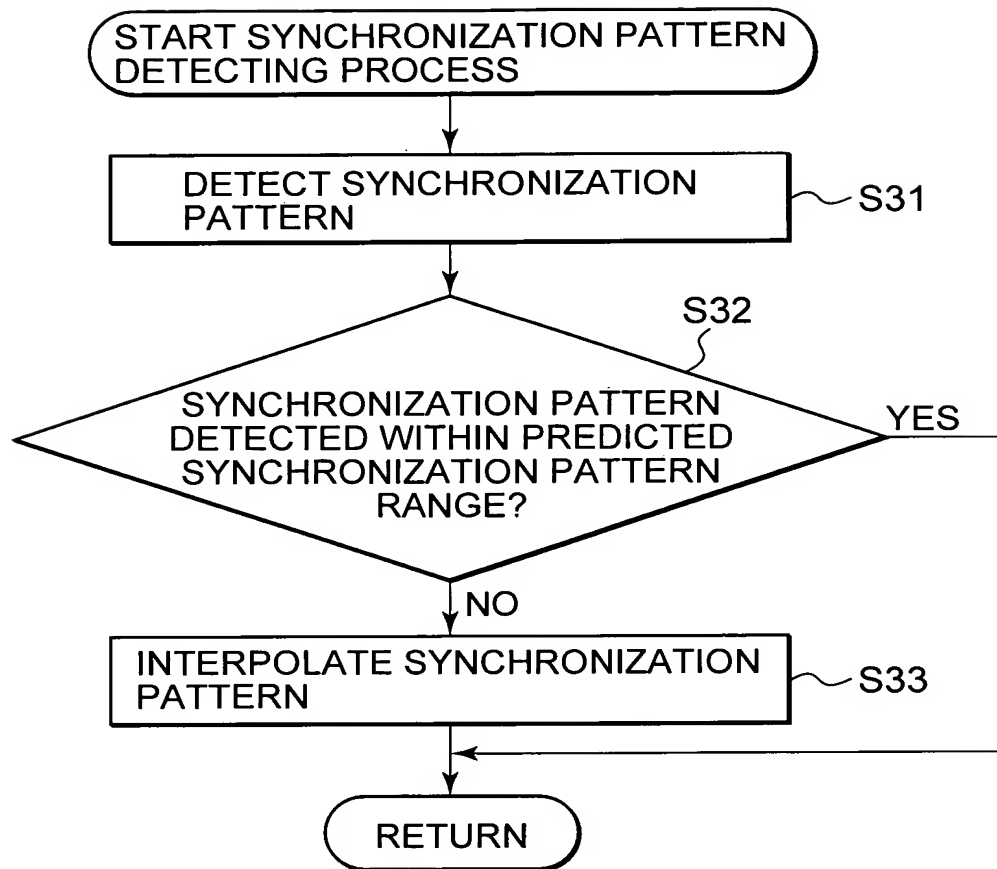 START SYNCHRONIZATION PATTERN
DETECTING PROCESS
DETECT SYNCHRONIZATION
PATTERN
S31
S32
SYNCHRONIZATION PATTERN
DETECTED WITHIN PREDICTED
SYNCHRONIZATION PATTERN
RANGE?
YES
NO
INTERPOLATE SYNCHRONIZATION
PATTERN
S33
RETURN